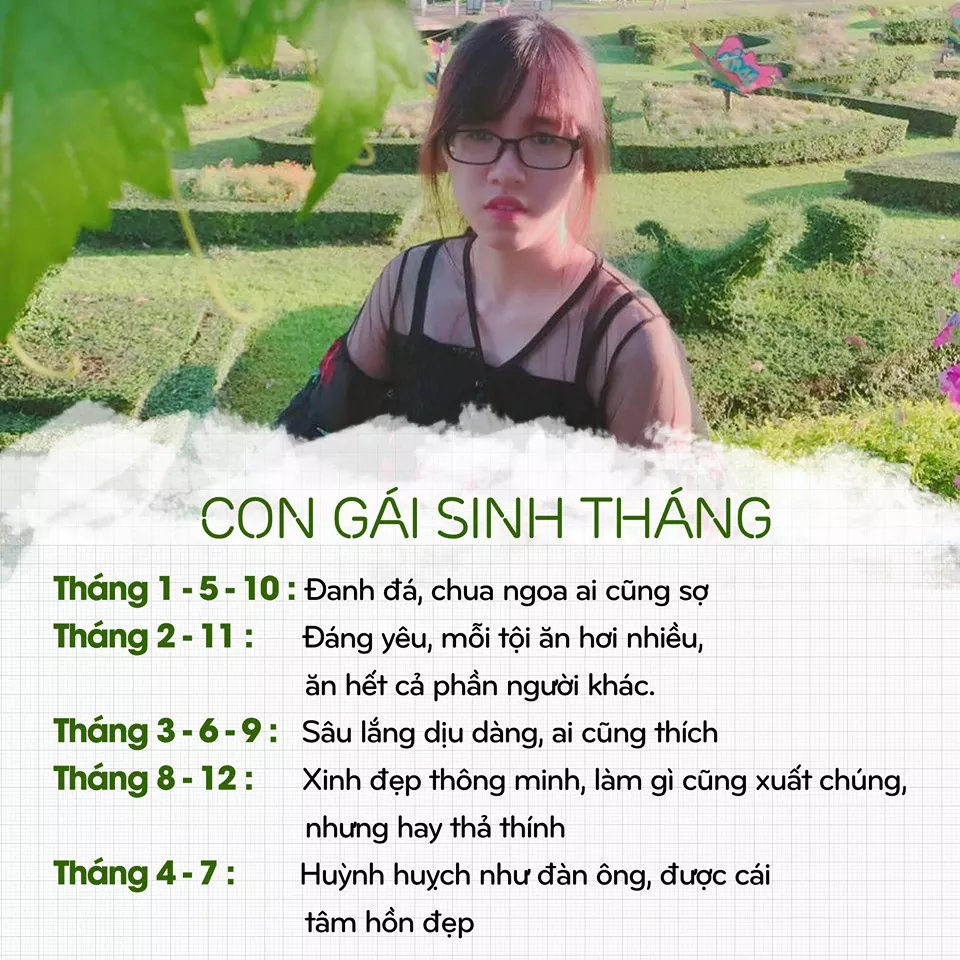 CON GÁI SINH THÁNG
Tháng 1 - 5 - 10 : Đanh đá, chua ngoa ai cũng sợ
Tháng 2 - 11 : Đáng yêu, mỗi tội ăn hơi nhiều,
ăn hết cả phần người khác.
Tháng 3 - 6 - 9 : Sâu lắng dịu dàng, ai cũng thích
Tháng 8 - 12 : Xinh đẹp thông minh, làm gì cũng xuất chúng,
nhưng hay thả thính
Tháng 4 - 7 : Huỳnh huỵch như đàn ông, được cái
tâm hồn đẹp